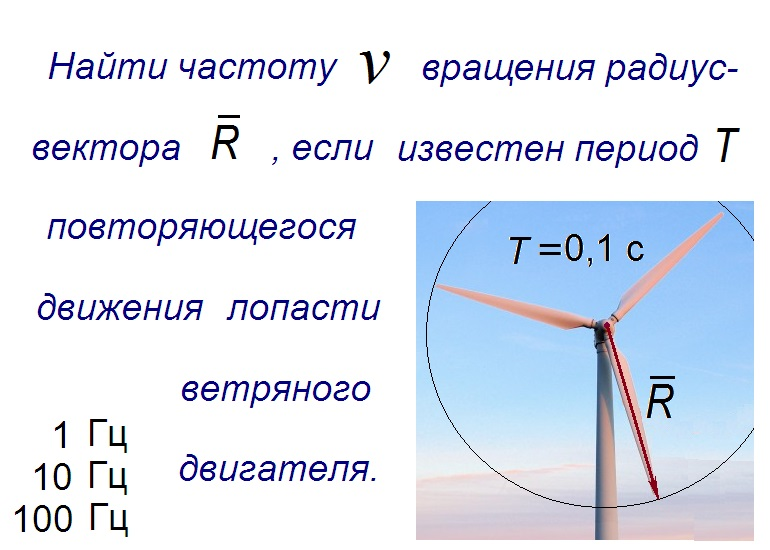 Найти частоту ν вращения радиус-
вектора R̅ , если известен период T
повторяющегося
движения лопасти
ветряного
двигателя.
T = 0,1 с
R̅
1 Гц
10 Гц
100 Гц